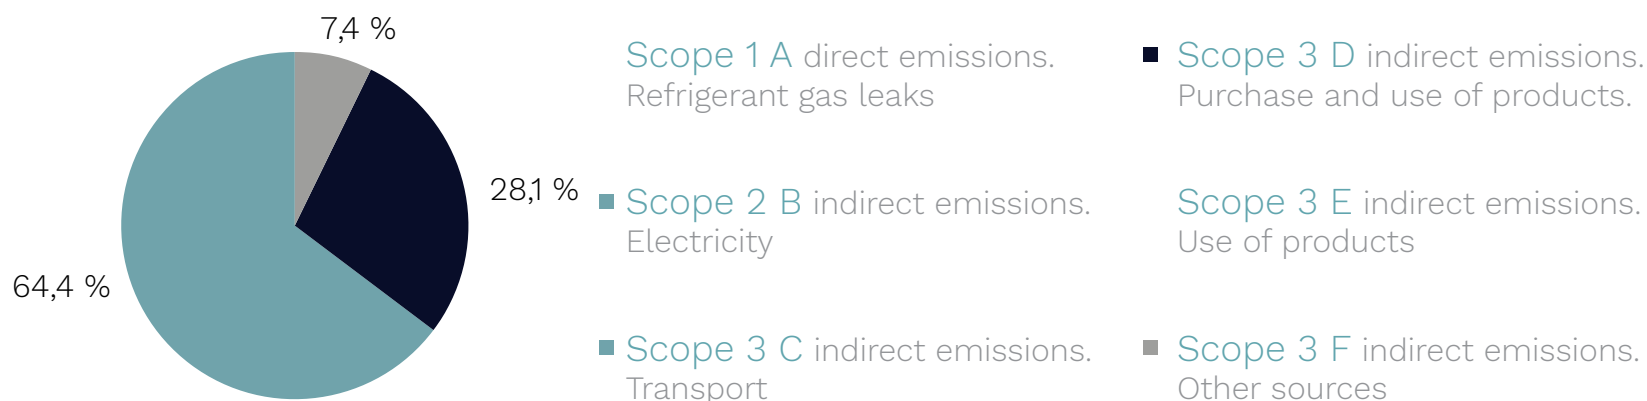 7,4 %
28,1 %
64,4 %
Scope 1 A direct emissions.
Refrigerant gas leaks
Scope 2 B indirect emissions.
Electricity
Scope 3 C indirect emissions.
Transport
Scope 3 D indirect emissions.
Purchase and use of products.
Scope 3 E indirect emissions.
Use of products
Scope 3 F indirect emissions.
Other sources